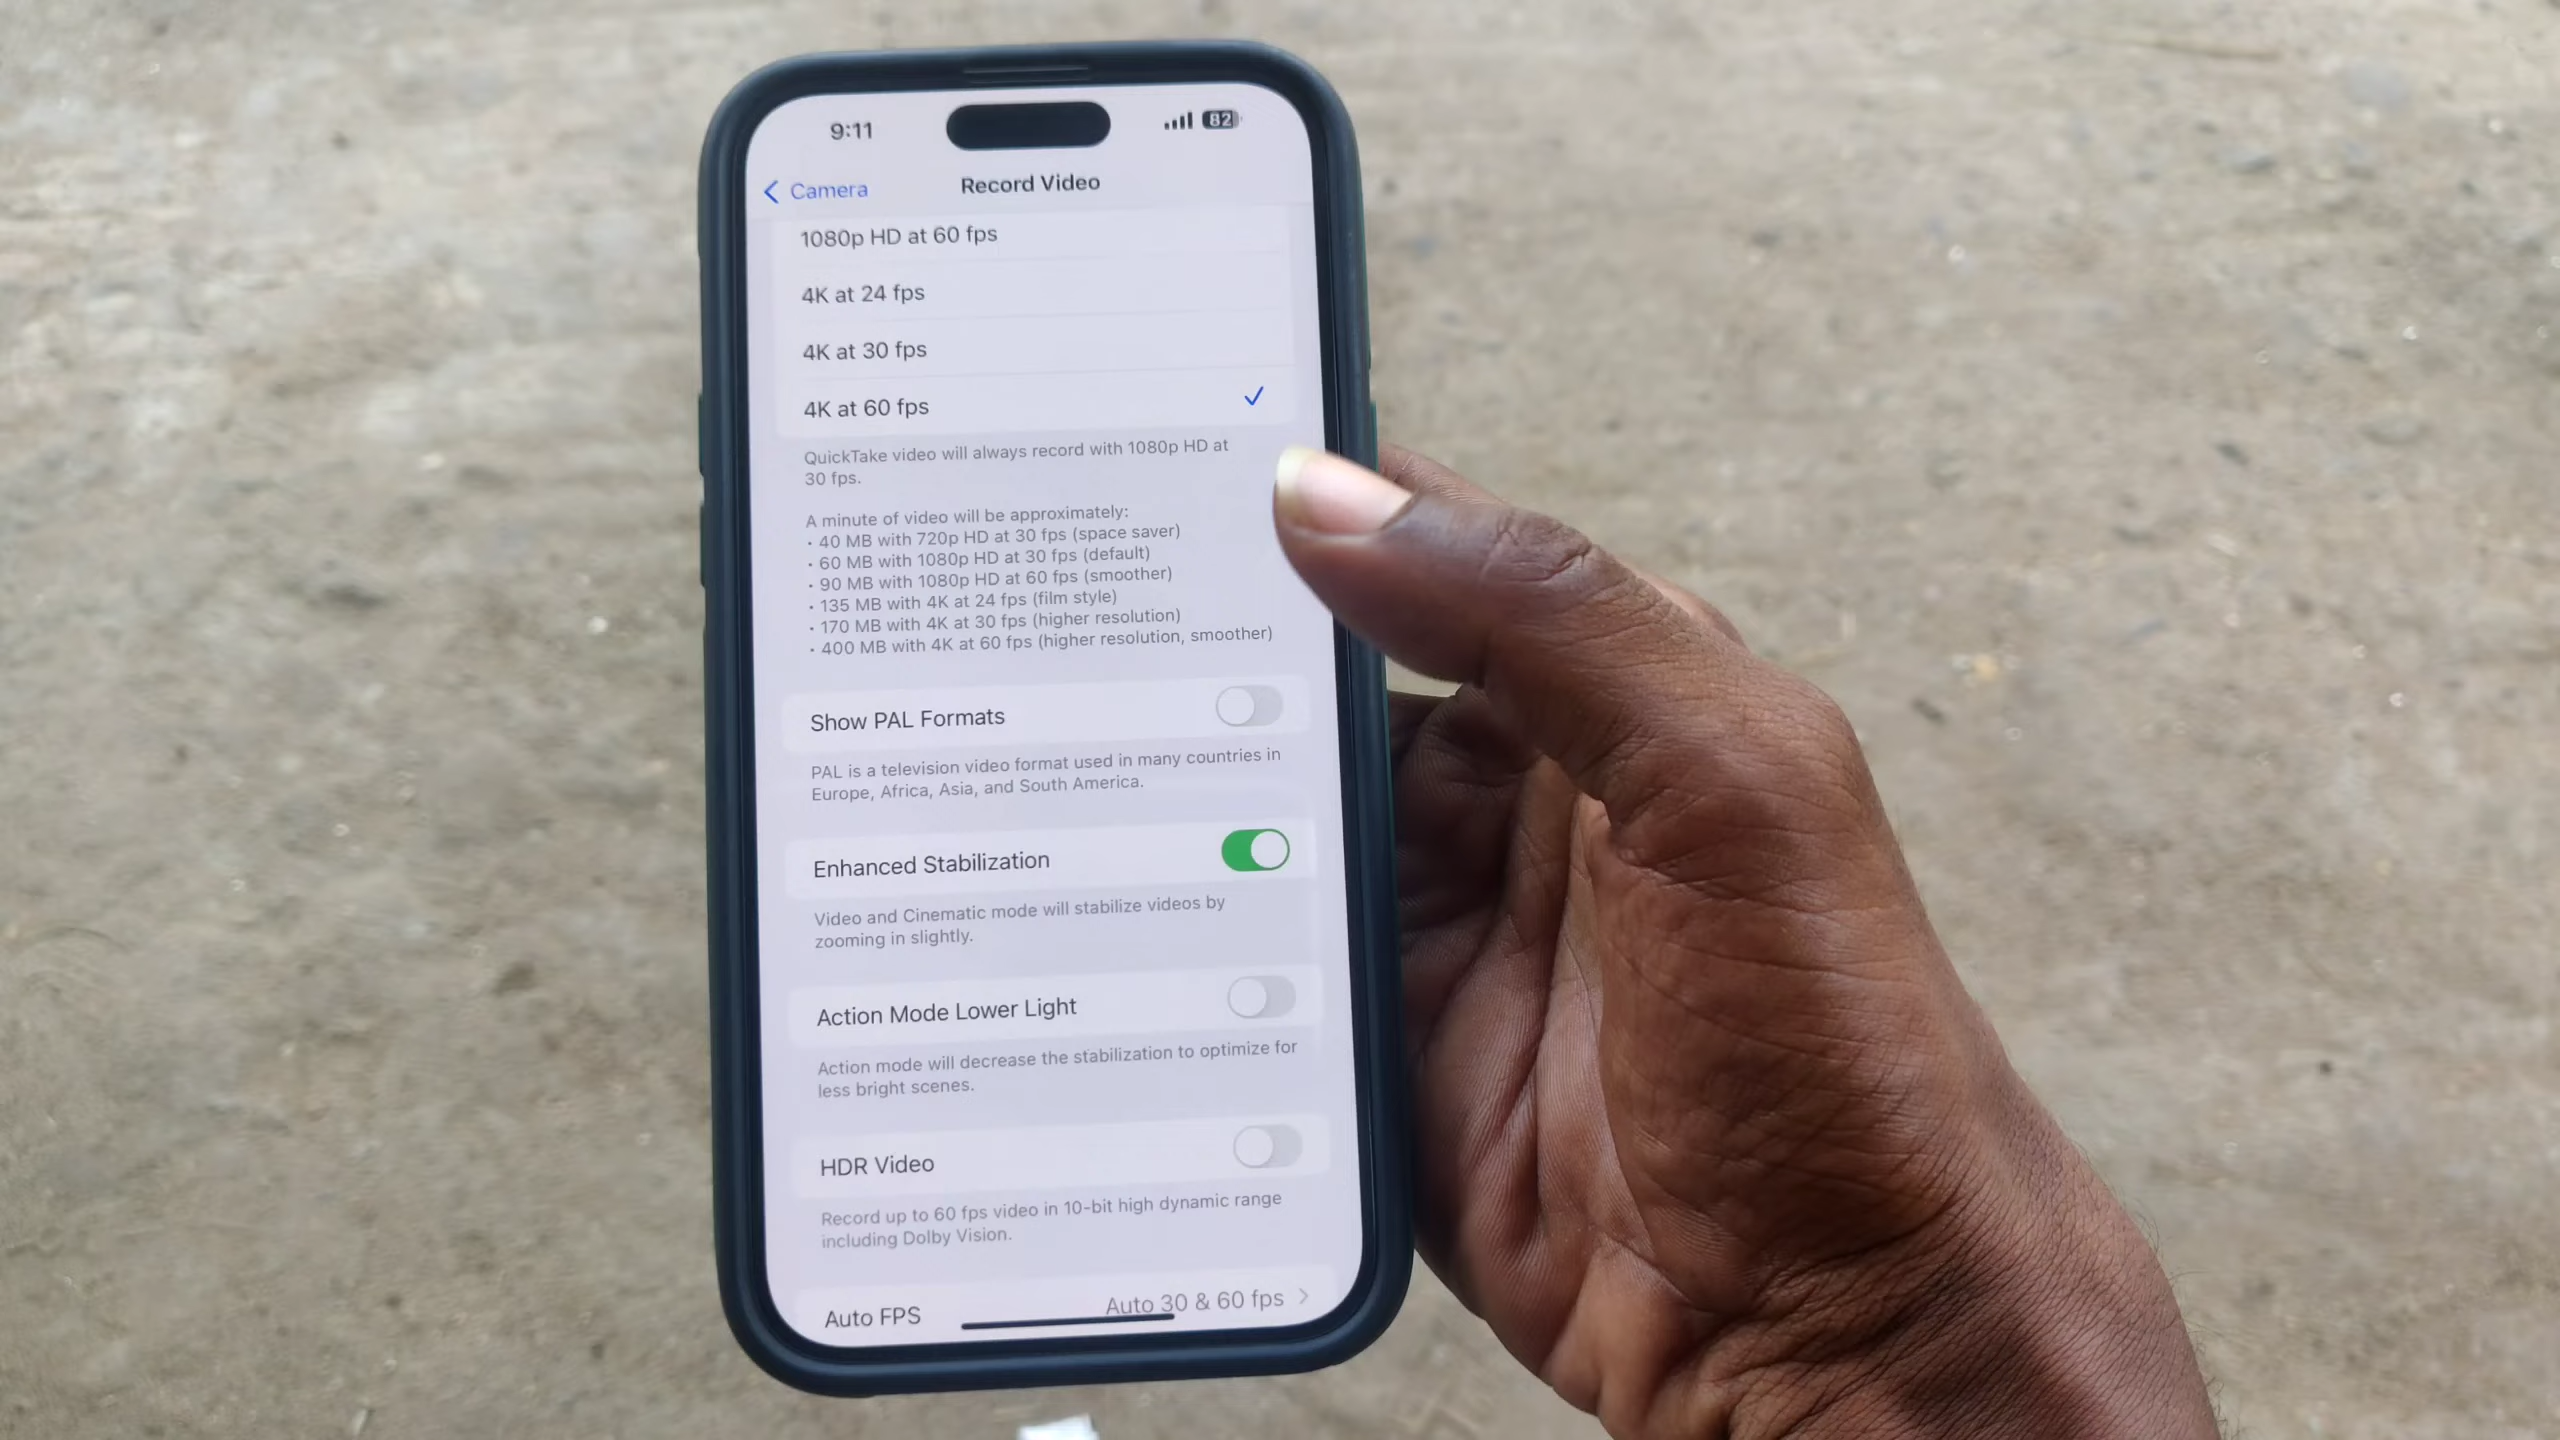 9:11
82
Camera
Record Video
1080p HD at 60 fps
4K at 24 fps
4K at 30 fps
4K at 60 fps
QuickTake video will always record with 1080p HD at
30 fps.
A minute of video will be approximately:
• 40 MB with 720p HD at 30 fps (space saver)
• 60 MB with 1080p HD at 30 fps (default)
• 90 MB with 1080p HD at 60 fps (smoother)
• 135 MB with 4K at 24 fps (film style)
• 170 MB with 4K at 30 fps (higher resolution)
• 400 MB with 4K at 60 fps (higher resolution, smoother)
Show PAL Formats
PAL is a television video format used in many countries in
Europe, Africa, Asia, and South America.
Enhanced Stabilization
Video and Cinematic mode will stabilize videos by
zooming in slightly.
Action Mode Lower Light
Action mode will decrease the stabilization to optimize for
less bright scenes.
HDR Video
Record up to 60 fps video in 10-bit high dynamic range
including Dolby Vision.
Auto FPS Auto 30 & 60 fps